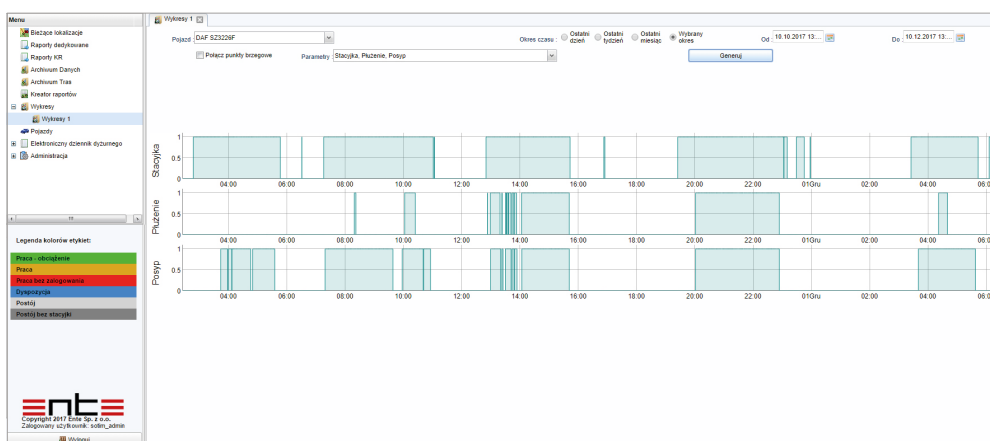 Menu
Bieżące lokalizacje
Raporty dedykowane
Raporty KR
Archiwum Danych
Archiwum Tras
Kreator raportów
Wykresy
Wykresy 1
Pojazdy
Elektroniczny dziennik dyżurnego
Administracja
Legenda kolorów etykiet:
Praca - obciążenie
Praca
Praca bez zalogowania
Dyspozycja
Postój
Postój bez stacyjki
ente
Copyright 2017 Ente Sp. z o.o.
Zalogowany użytkownik: sotim_admin
Wyloguj
Wykresy 1
Pojazd : DAF SZ3226F
Okres czasu : Ostatni dzień Ostatni tydzień Ostatni miesiąc Wybrany okres
Od : 10.10.2017 13:...
Do : 10.12.2017 13:...
Połącz punkty brzegowe
Parametry : Stacyjka, Płużenie, Posyp
Generuj
Stacyjka
1
0.5
0
04:00 06:00 08:00 10:00 12:00 14:00 16:00 18:00 20:00 22:00 01Gru 02:00 04:00 06:0
Płużenie
1
0.5
0
04:00 06:00 08:00 10:00 12:00 14:00 16:00 18:00 20:00 22:00 01Gru 02:00 04:00 06:0
Posyp
1
0.5
0
04:00 06:00 08:00 10:00 12:00 14:00 16:00 18:00 20:00 22:00 01Gru 02:00 04:00 06:0